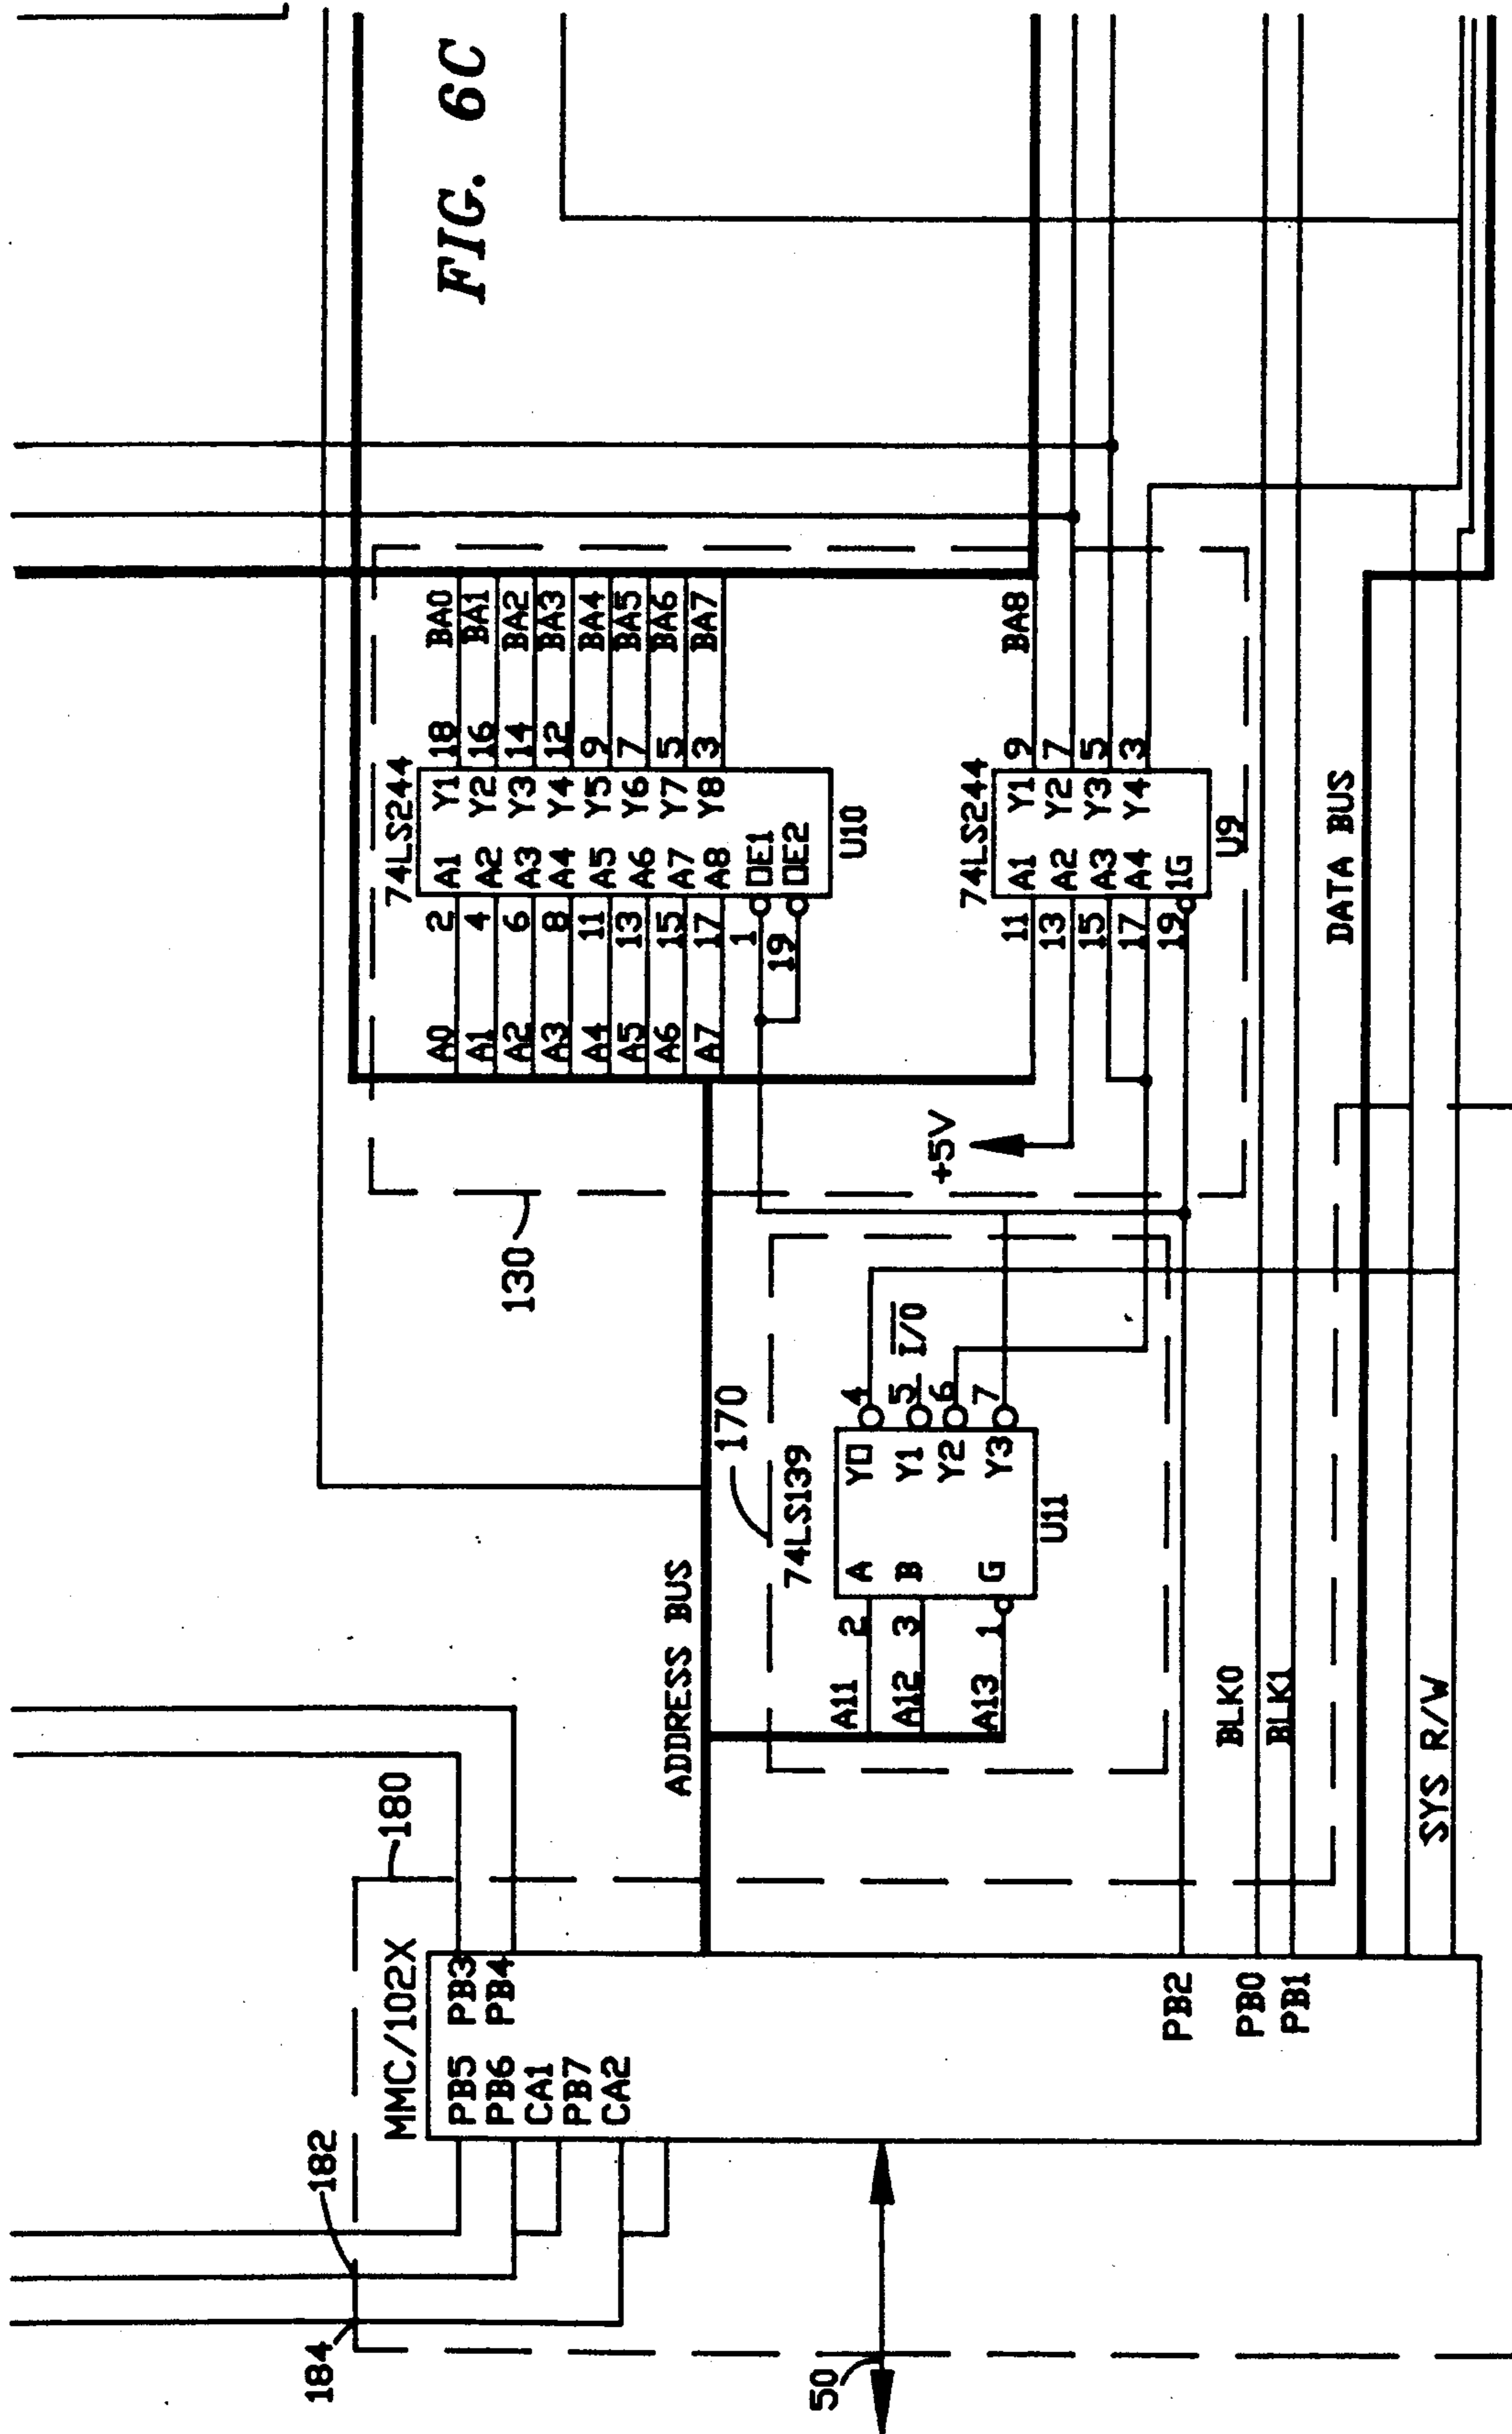 FIG. 6C
184
182
180
MMC/102X
PB5 PB3
PB6 PB4
CA1
PB7
CA2
50
PB2
PB0
PB1
ADDRESS BUS
170
74LS139
A11 2 A Y0 4
A12 3 B Y1 5 I/O
Y2 6
A13 1 G Y3 7
U11
130
74LS244
A0 2 A1 Y1 18 BA0
A1 4 A2 Y2 16 BA1
A2 6 A3 Y3 14 BA2
A3 8 A4 Y4 12 BA3
A4 11 A5 Y5 9 BA4
A5 13 A6 Y6 7 BA5
A6 15 A7 Y7 5 BA6
A7 17 A8 Y8 3 BA7
1 OE1
19 OE2
U10
+5V
74LS244
11 A1 Y1 9 BA8
13 A2 Y2 7
15 A3 Y3 5
17 A4 Y4 3
19 1G
U9
BLK0
BLK1
DATA BUS
SYS R/W